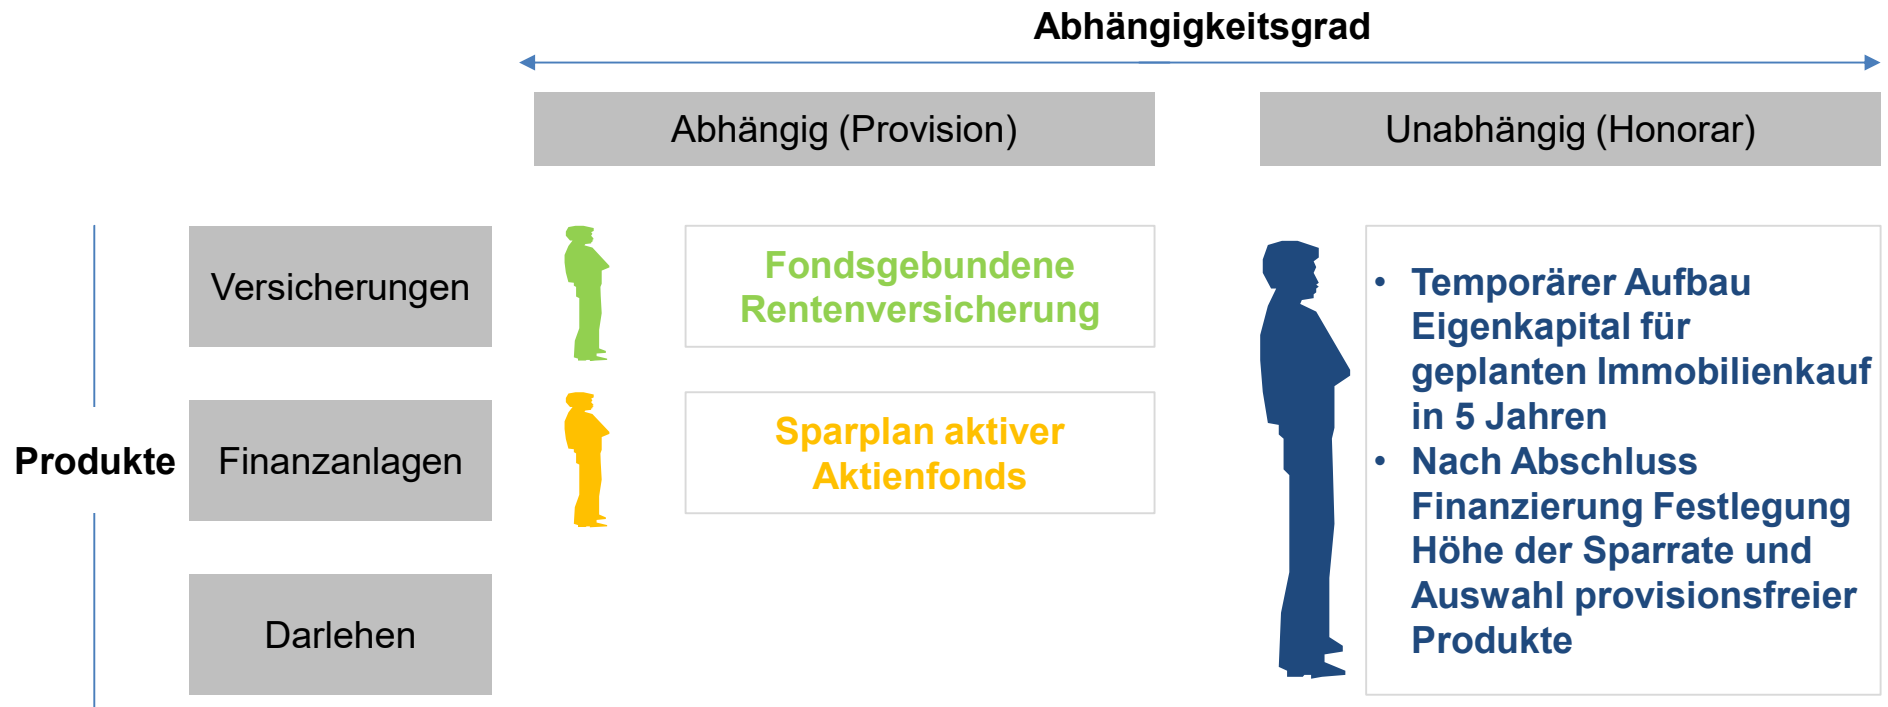 Abhängigkeitsgrad
Abhängig (Provision)
Unabhängig (Honorar)
Produkte
Versicherungen
Fondsgebundene
Rentenversicherung
Finanzanlagen
Sparplan aktiver
Aktienfonds
Darlehen
• Temporärer Aufbau
Eigenkapital für
geplanten Immobilienkauf
in 5 Jahren
• Nach Abschluss
Finanzierung Festlegung
Höhe der Sparrate und
Auswahl provisionsfreier
Produkte